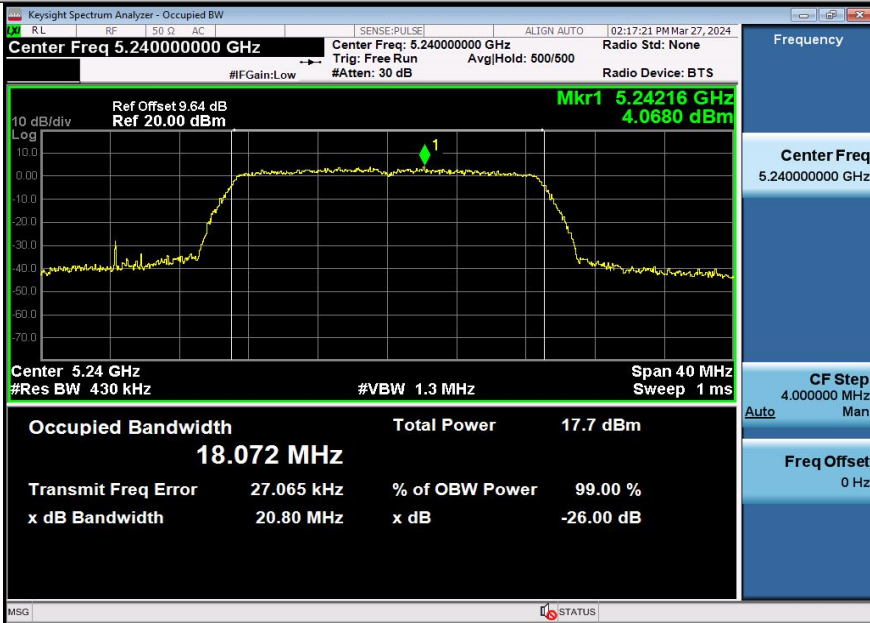 Keysight Spectrum Analyzer - Occupied BW
LXI RL RF 50 Ω AC SENSE:PULSE ALIGN AUTO 02:17:21 PM Mar 27, 2024
Center Freq 5.240000000 GHz Center Freq: 5.240000000 GHz Radio Std: None
Trig: Free Run Avg|Hold: 500/500
#IFGain:Low #Atten: 30 dB Radio Device: BTS
Frequency
Ref Offset 9.64 dB Mkr1 5.24216 GHz
10 dB/div Ref 20.00 dBm 4.0680 dBm
Log
10.0
0.00
-10.0
-20.0
-30.0
-40.0
-50.0
-60.0
-70.0
1
Center 5.24 GHz Span 40 MHz
#Res BW 430 kHz #VBW 1.3 MHz Sweep 1 ms
Occupied Bandwidth Total Power 17.7 dBm
18.072 MHz
Transmit Freq Error 27.065 kHz % of OBW Power 99.00 %
x dB Bandwidth 20.80 MHz x dB -26.00 dB
Center Freq
5.240000000 GHz
CF Step
4.000000 MHz
Auto Man
Freq Offset
0 Hz
MSG STATUS